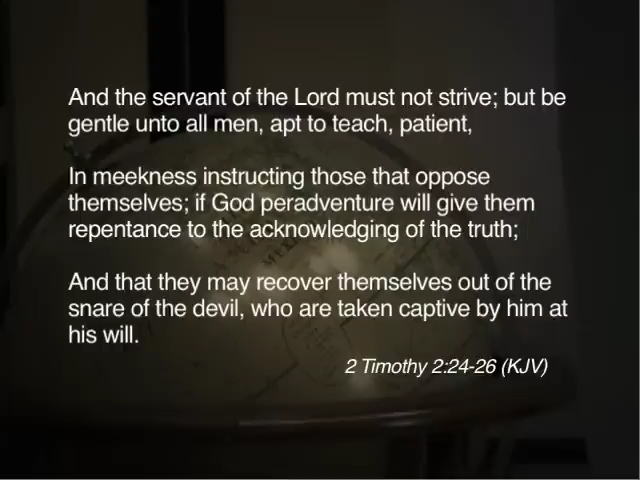 And the servant of the Lord must not strive; but be
gentle unto all men, apt to teach, patient,
In meekness instructing those that oppose
themselves; if God peradventure will give them
repentance to the acknowledging of the truth;
And that they may recover themselves out of the
snare of the devil, who are taken captive by him at
his will.
2 Timothy 2:24-26 (KJV)